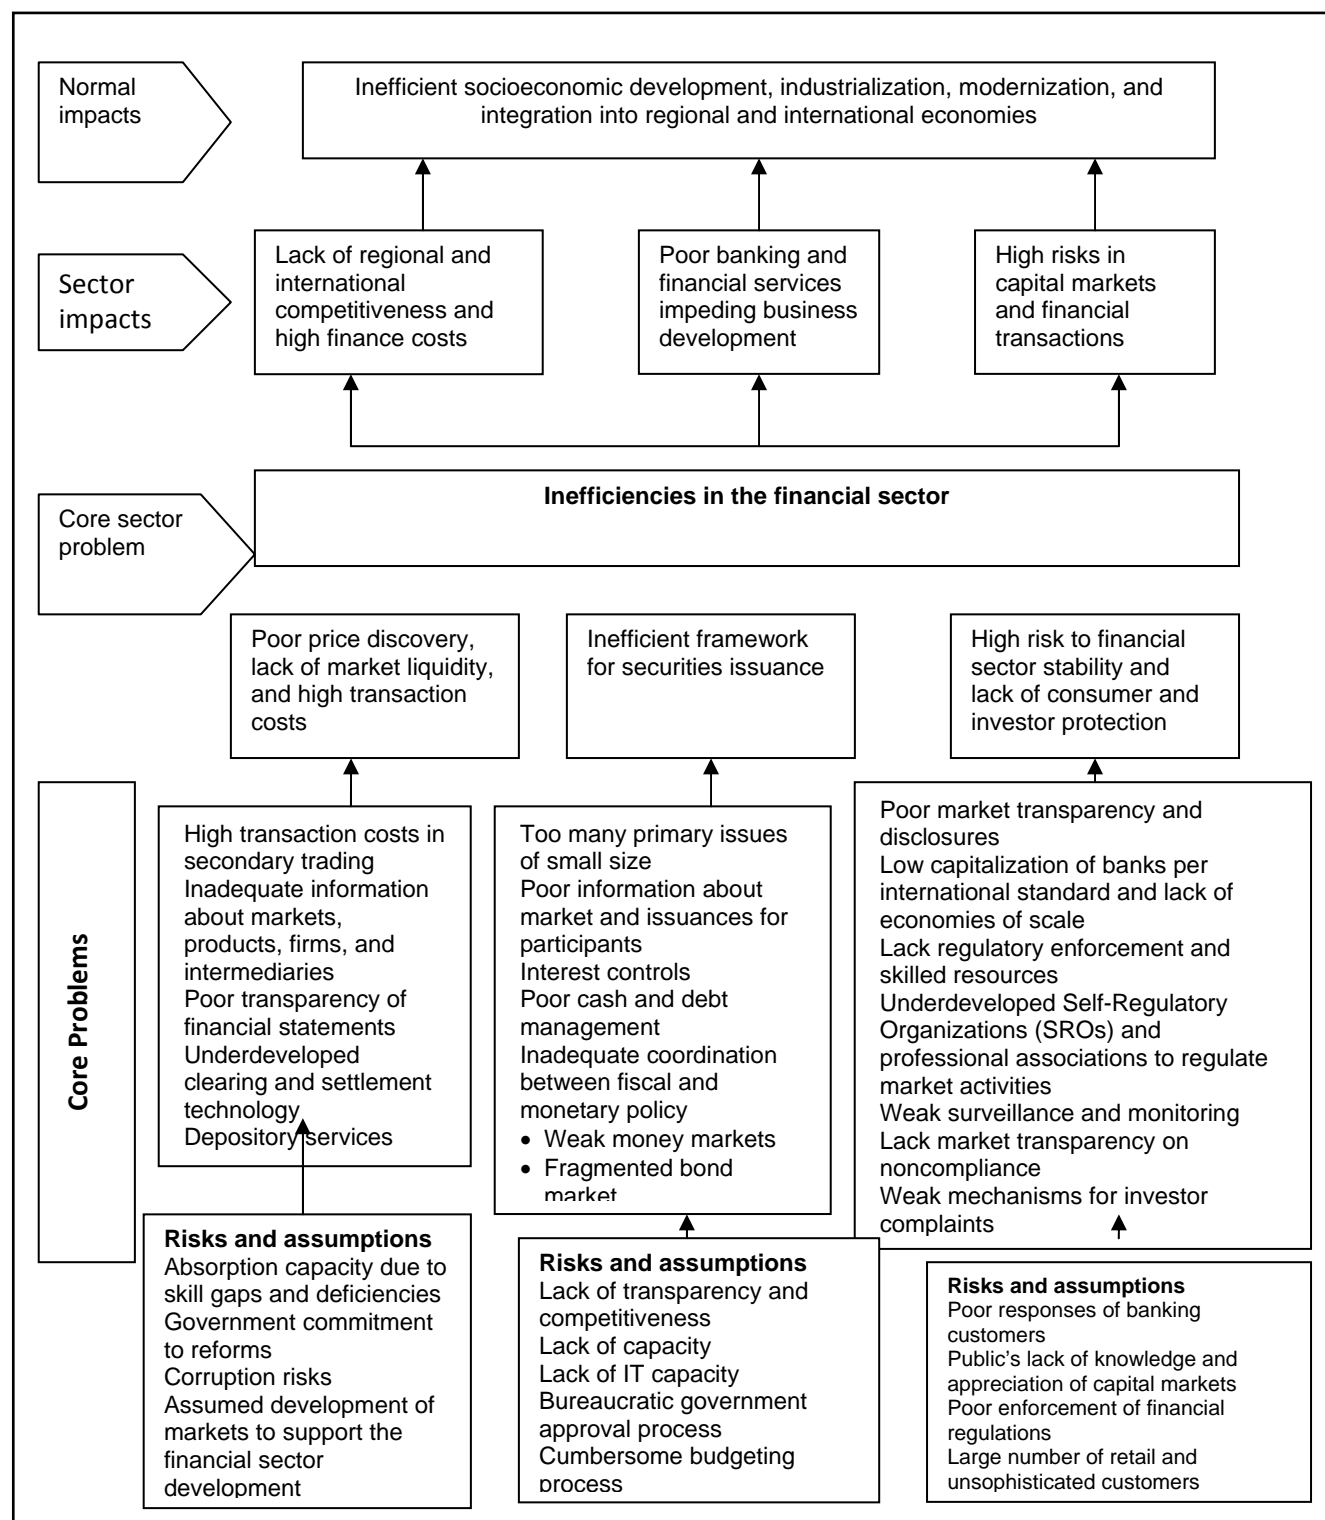 Normal
impacts
Inefficient socioeconomic development, industrialization, modernization, and
integration into regional and international economies
Sector
impacts
Lack of regional and
international
competitiveness and
high finance costs
Poor banking and
financial services
impeding business
development
High risks in
capital markets
and financial
transactions
Core sector
problem
Inefficiencies in the financial sector
Poor price discovery,
lack of market liquidity,
and high transaction
costs
Inefficient framework
for securities issuance
High risk to financial
sector stability and
lack of consumer and
investor protection
Core Problems
High transaction costs in
secondary trading
Inadequate information
about markets,
products, firms, and
intermediaries
Poor transparency of
financial statements
Underdeveloped
clearing and settlement
technology
Depository services
Too many primary issues
of small size
Poor information about
market and issuances for
participants
Interest controls
Poor cash and debt
management
Inadequate coordination
between fiscal and
monetary policy
• Weak money markets
• Fragmented bond
market
Poor market transparency and
disclosures
Low capitalization of banks per
international standard and lack of
economies of scale
Lack regulatory enforcement and
skilled resources
Underdeveloped Self-Regulatory
Organizations (SROs) and
professional associations to regulate
market activities
Weak surveillance and monitoring
Lack market transparency on
noncompliance
Weak mechanisms for investor
complaints
Risks and assumptions
Absorption capacity due to
skill gaps and deficiencies
Government commitment
to reforms
Corruption risks
Assumed development of
markets to support the
financial sector
development
Risks and assumptions
Lack of transparency and
competitiveness
Lack of capacity
Lack of IT capacity
Bureaucratic government
approval process
Cumbersome budgeting
process
Risks and assumptions
Poor responses of banking
customers
Public's lack of knowledge and
appreciation of capital markets
Poor enforcement of financial
regulations
Large number of retail and
unsophisticated customers